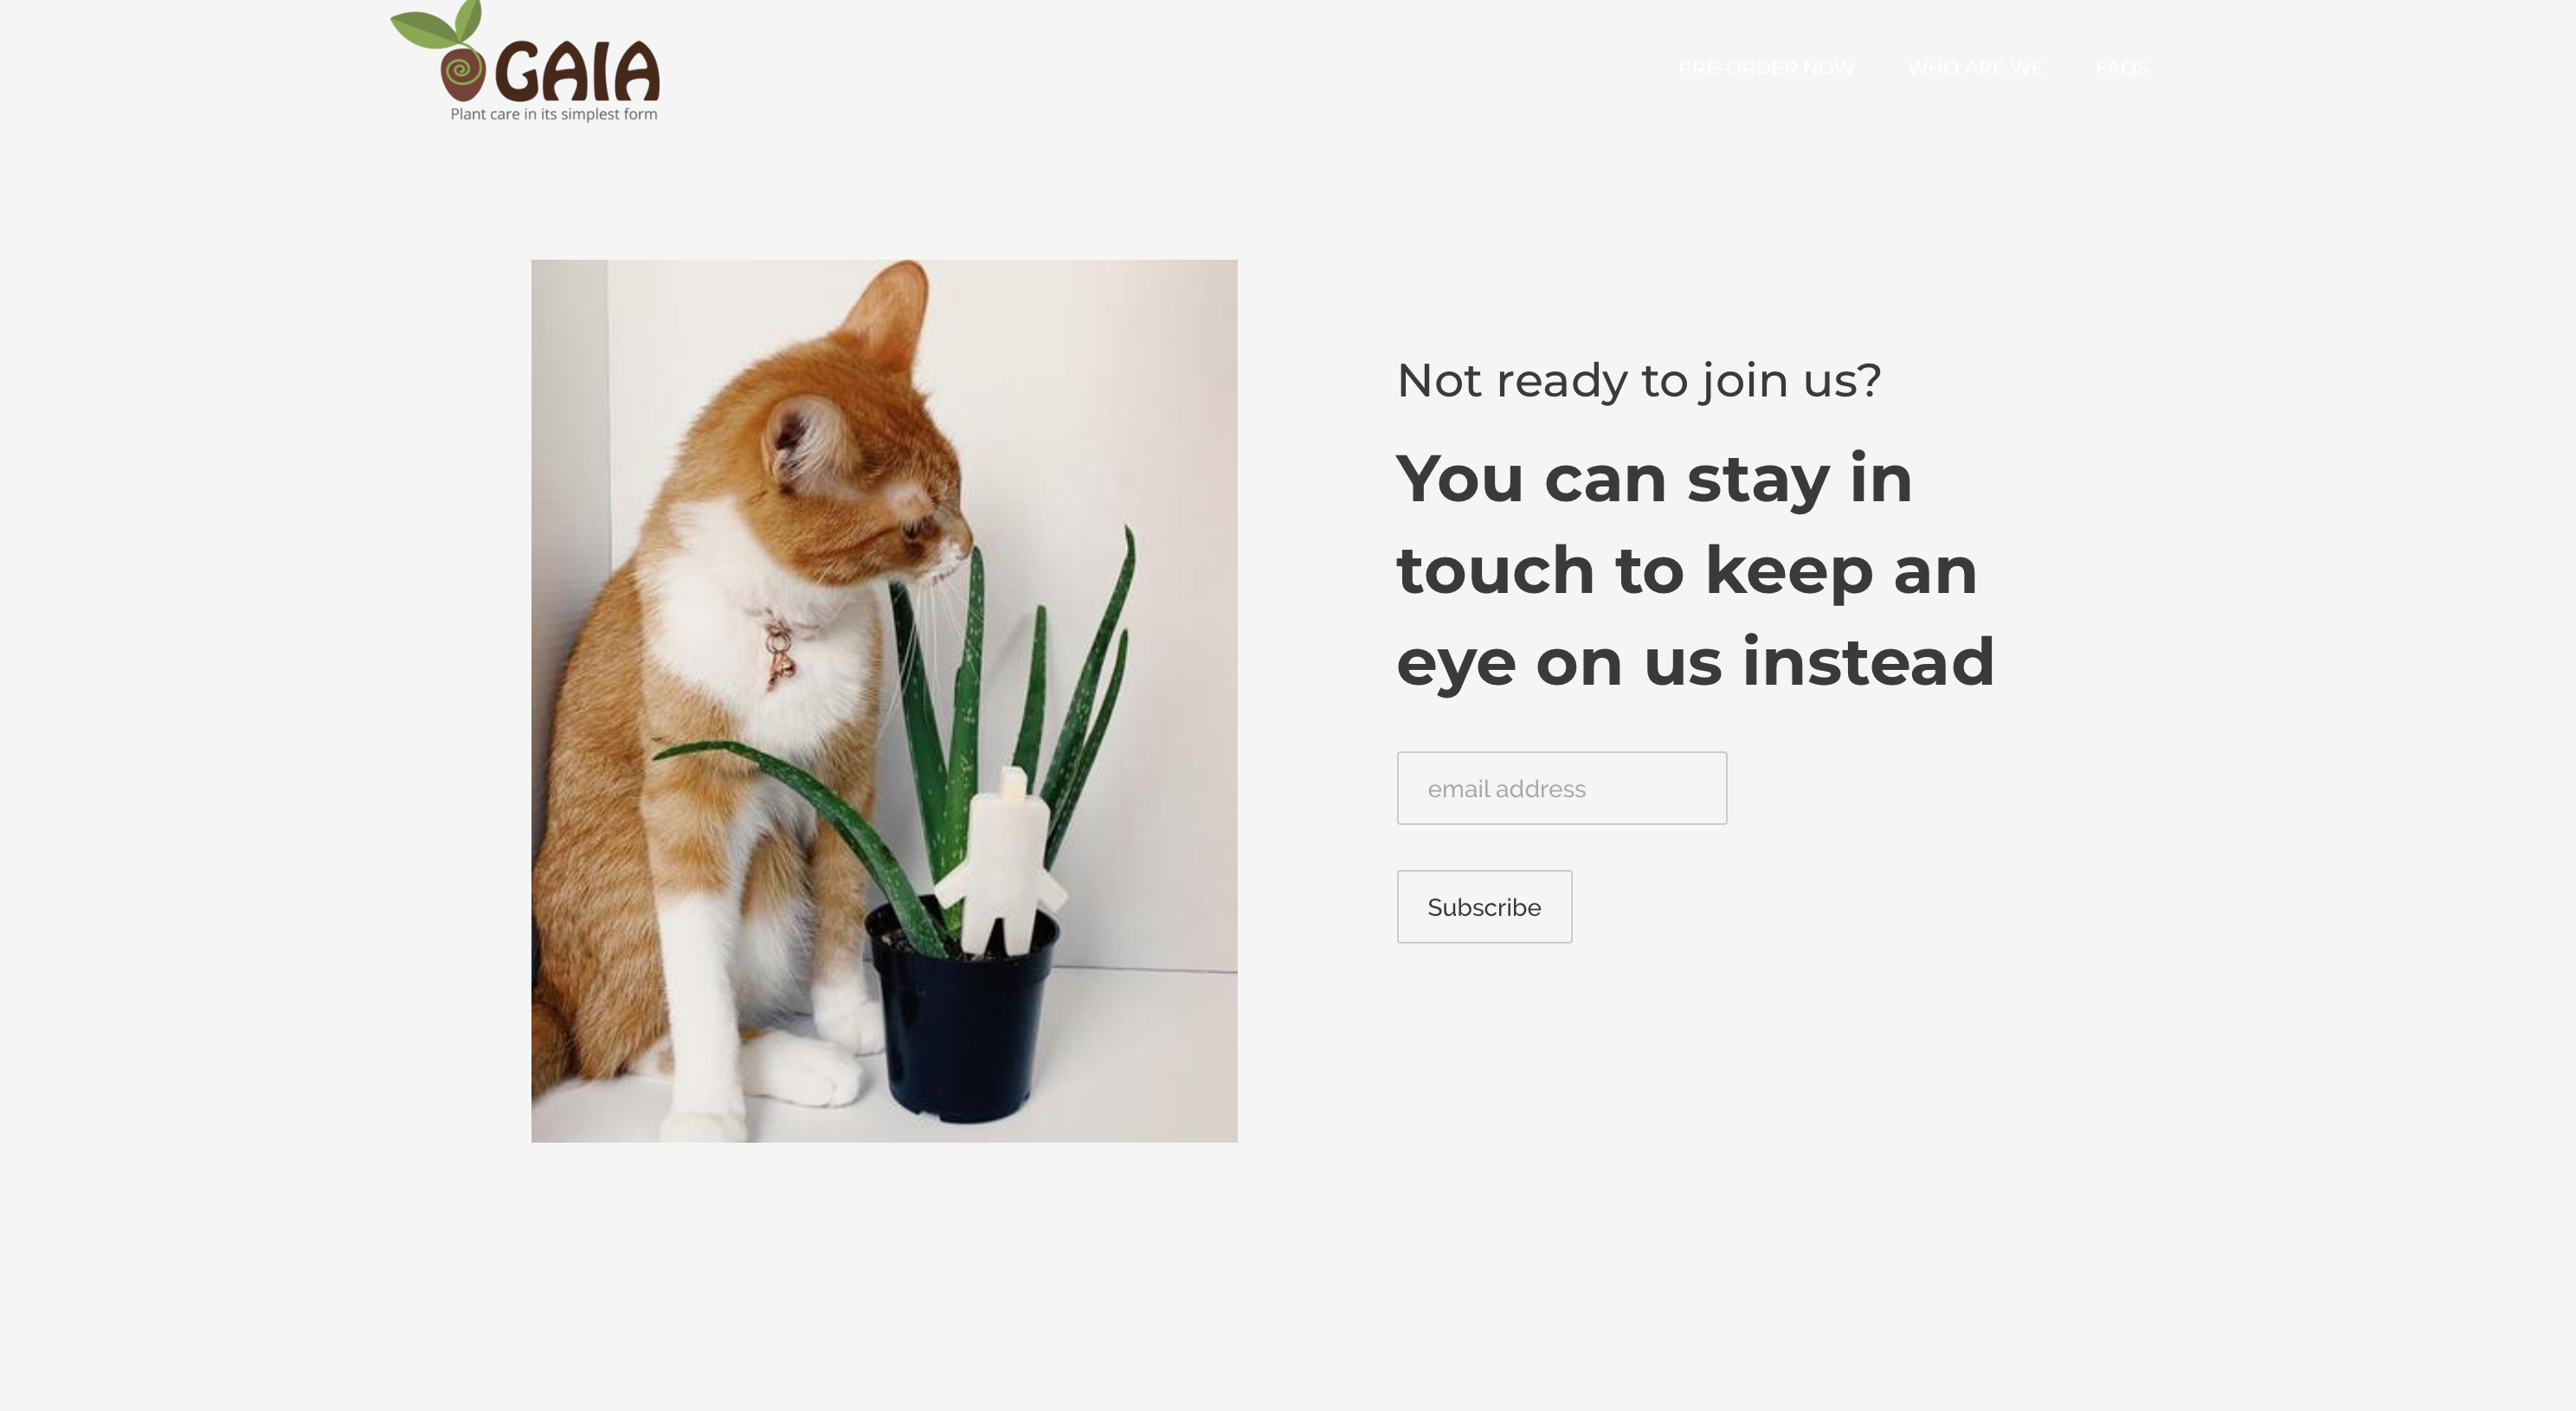 GAIA
Plant care in its simplest form
PRE-ORDER NOW
WHO ARE WE
FAQS
Not ready to join us?
You can stay in
touch to keep an
eye on us instead
email address
Subscribe